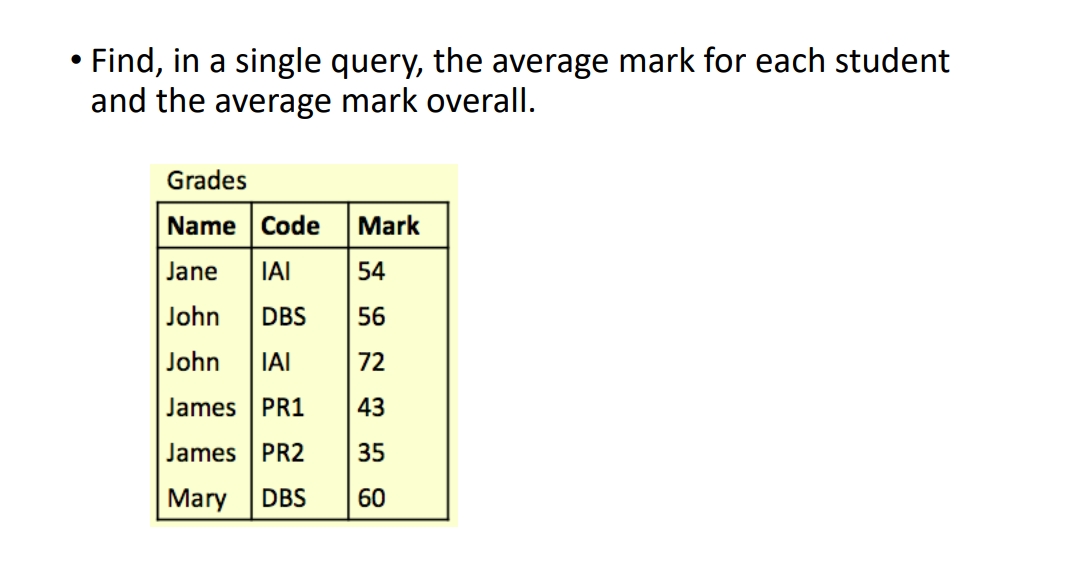 • Find, in a single query, the average mark for each student
and the average mark overall.
Grades
Name Code Mark
Jane IAI 54
John DBS 56
John IAI 72
James PR1 43
James PR2 35
Mary DBS 60